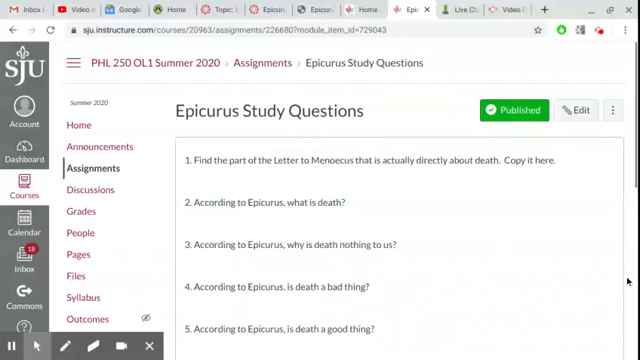 Inbox (
Video
Google
Home
Topic: E
Epicuru
Epicuru
Home
Epic
Live Ch
Video D
sju.instructure.com/courses/20963/assignments/226680?module_item_id=729043
SJU
PHL 250 OL1 Summer 2020 > Assignments > Epicurus Study Questions
Summer 2020
Epicurus Study Questions
Published
Edit
Account
Dashboard
Courses
Calendar
18
Inbox
Commons
Home
Announcements
Assignments
Discussions
Grades
People
Pages
Files
Syllabus
Outcomes
1. Find the part of the Letter to Menoecus that is actually directly about death. Copy it here.
2. According to Epicurus, what is death?
3. According to Epicurus, why is death nothing to us?
4. According to Epicurus, is death a bad thing?
5. According to Epicurus, is death a good thing?